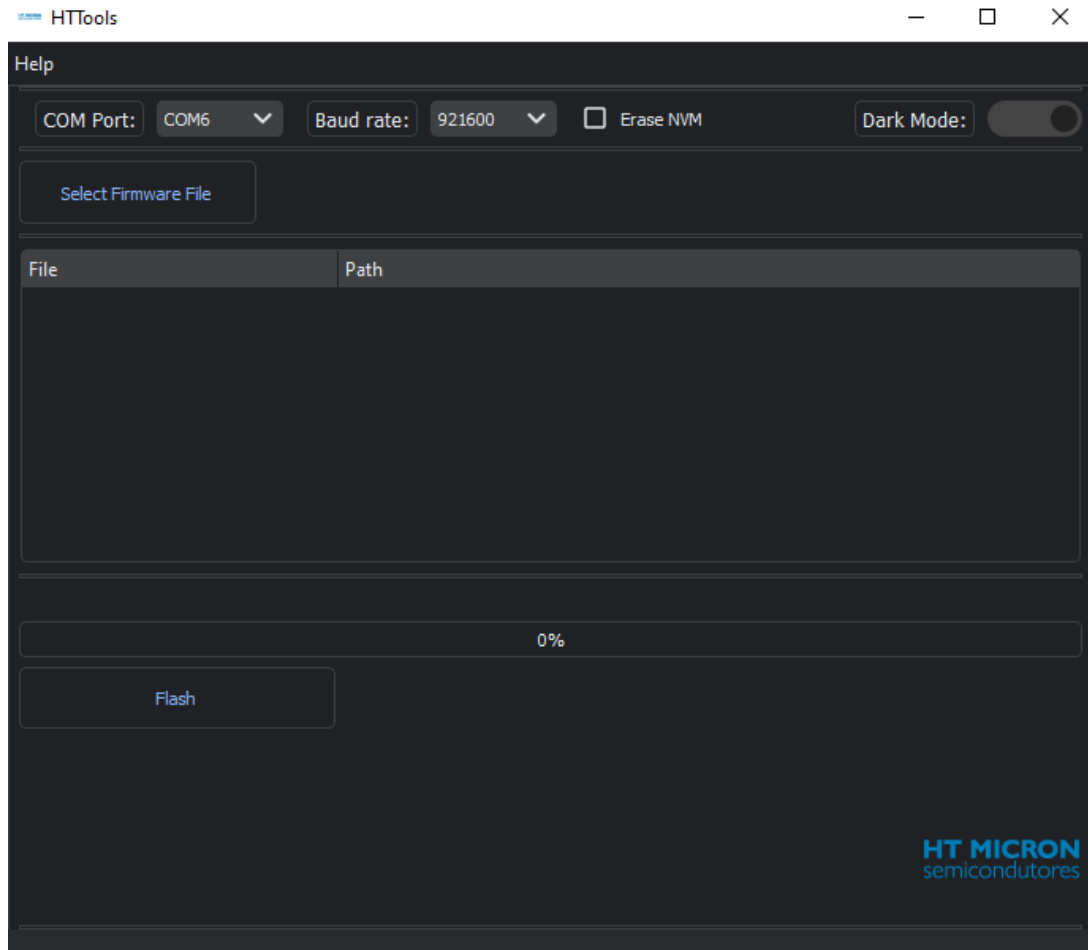 HTTools
Help
COM Port: COM6 Baud rate: 921600 Erase NVM Dark Mode:
Select Firmware File
File Path
0%
Flash
HT MICRON
semicondutores